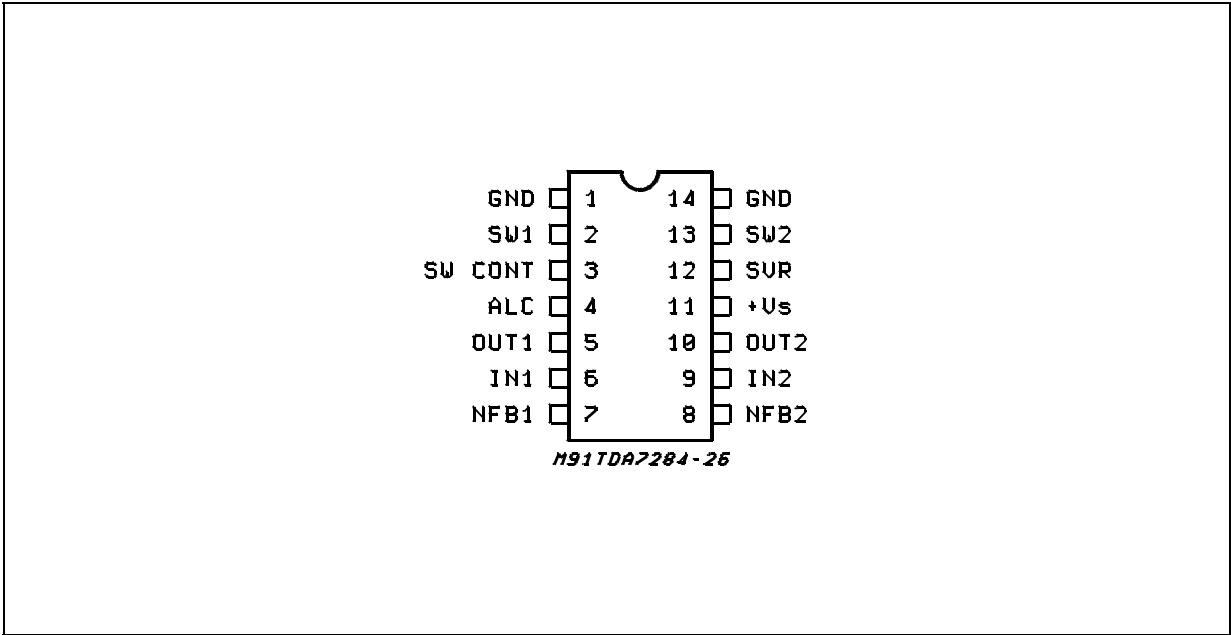 GND 1 14 GND
SW1 2 13 SW2
SW CONT 3 12 SVR
ALC 4 11 +Vs
OUT1 5 10 OUT2
IN1 6 9 IN2
NFB1 7 8 NFB2
M91TDA7284-26